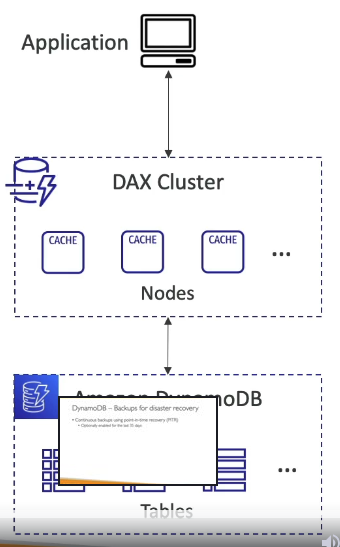 Application
DAX Cluster
CACHE CACHE CACHE
...
Nodes
Amazon DynamoDB
DynamoDB – Backups for disaster recovery
• Continuous backups using point-in-time recovery (PITR)
• Optionally enabled for the last 35 days
...
Tables